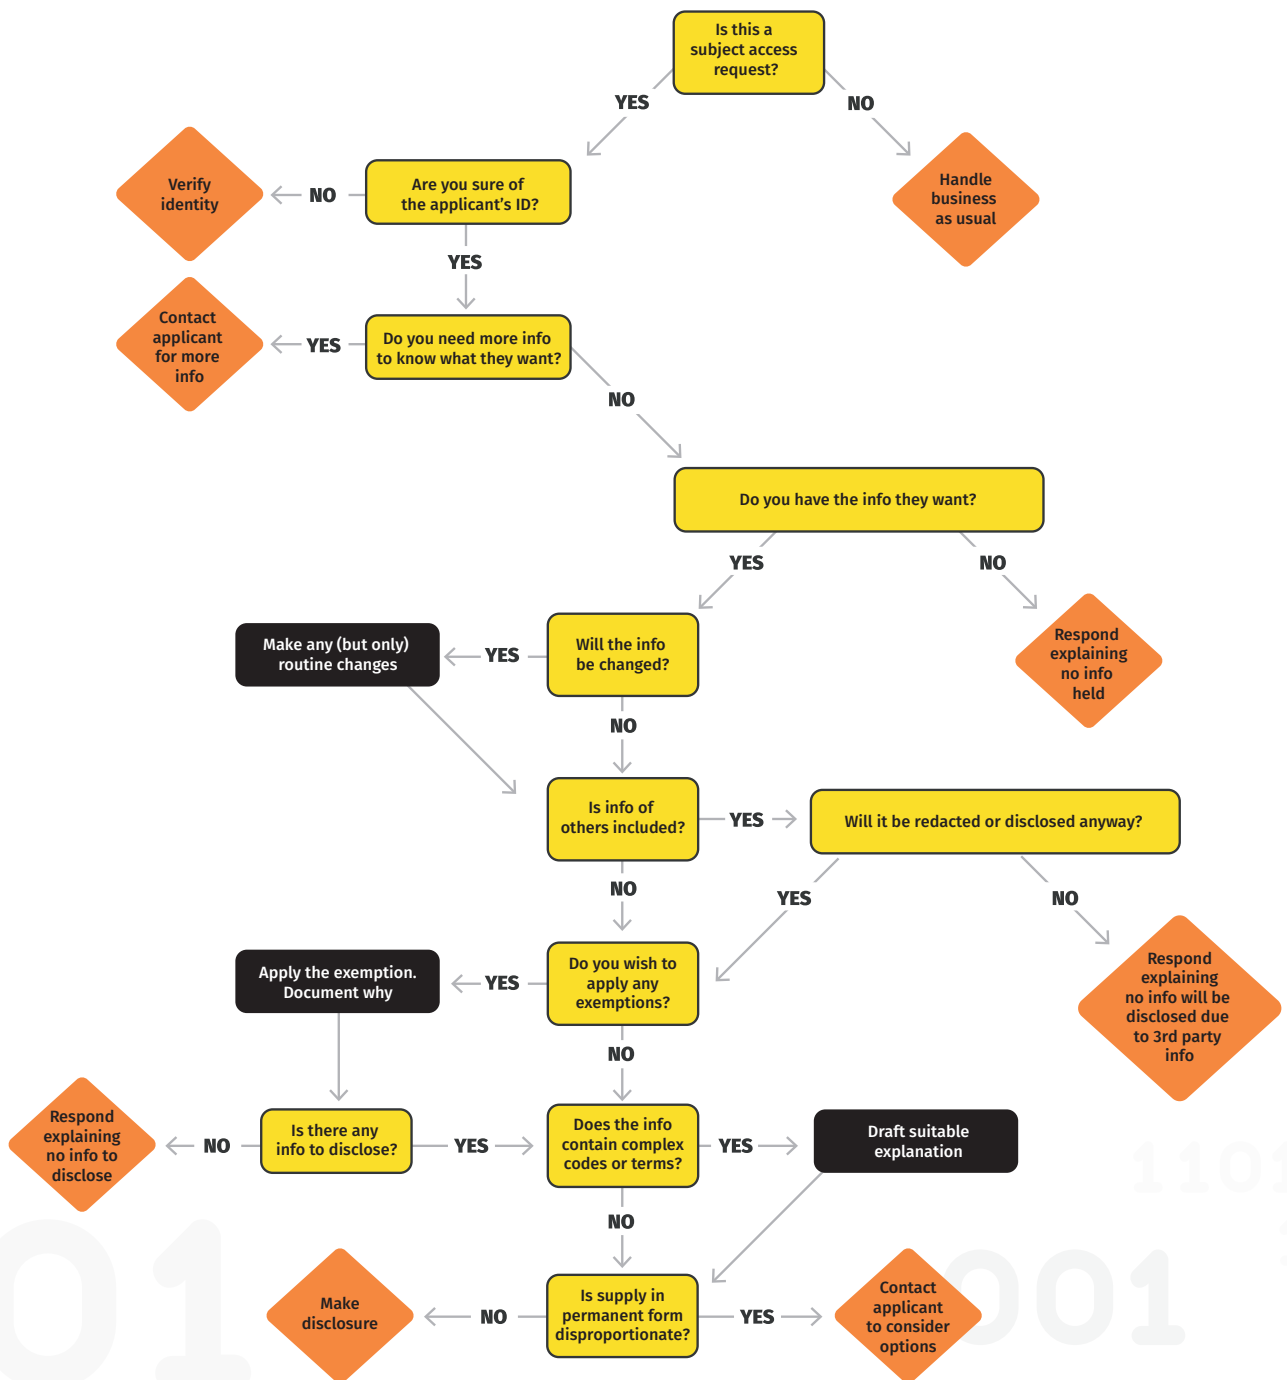 Is this a
subject access
request?
YES
NO
Verify
identity
NO
Are you sure of
the applicant's ID?
Handle
business
as usual
YES
Contact
applicant
for more
info
YES
Do you need more info
to know what they want?
NO
Do you have the info they want?
YES
NO
Make any (but only)
routine changes
YES
Will the info
be changed?
Respond
explaining
no info
held
NO
Is info of
others included?
YES
Will it be redacted or disclosed anyway?
NO
YES
NO
Apply the exemption.
Document why
YES
Do you wish to
apply any
exemptions?
Respond
explaining
no info will be
disclosed due
to 3rd party
info
NO
Respond
explaining
no info to
disclose
NO
Is there any
info to disclose?
YES
Does the info
contain complex
codes or terms?
YES
Draft suitable
explanation
1101
NO
01
Make
disclosure
NO
Is supply in
permanent form
disproportionate?
YES
Contact
applicant
to consider
options
001